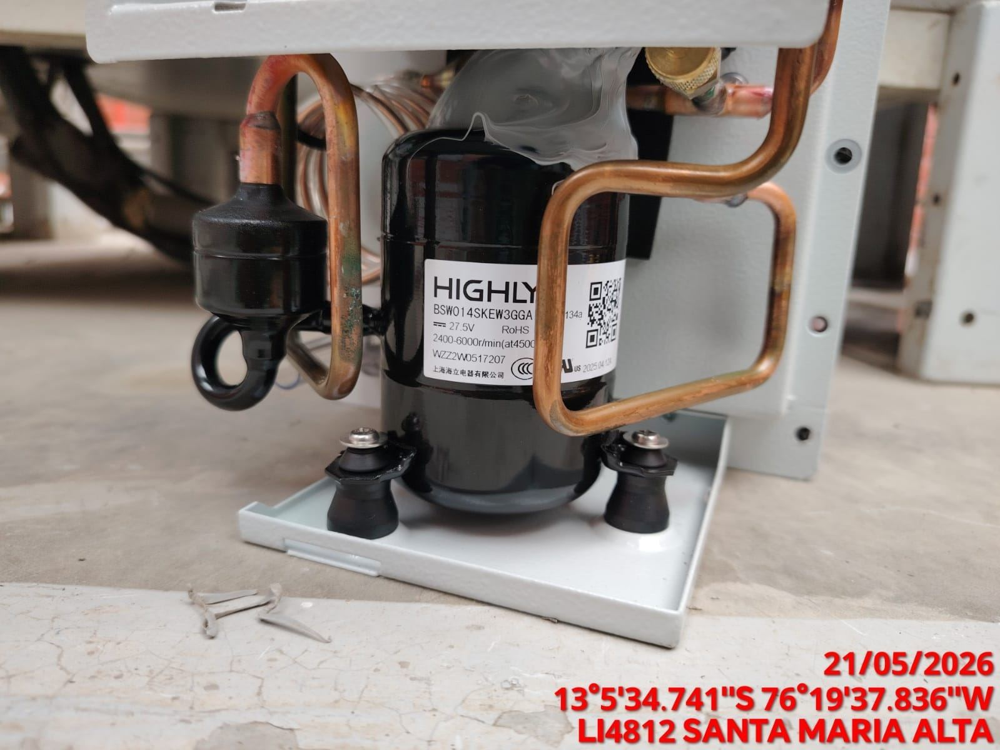 HIGHLY
BSW014SKEW3GGA 134a
⎓ 27.5V RoHS
2400-6000r/min(at4500
WZZ2W0517207
上海海立电器有限公司 CCC US 2025.04.12A
21/05/2026
13°5'34.741"S 76°19'37.836"W
LI4812 SANTA MARIA ALTA